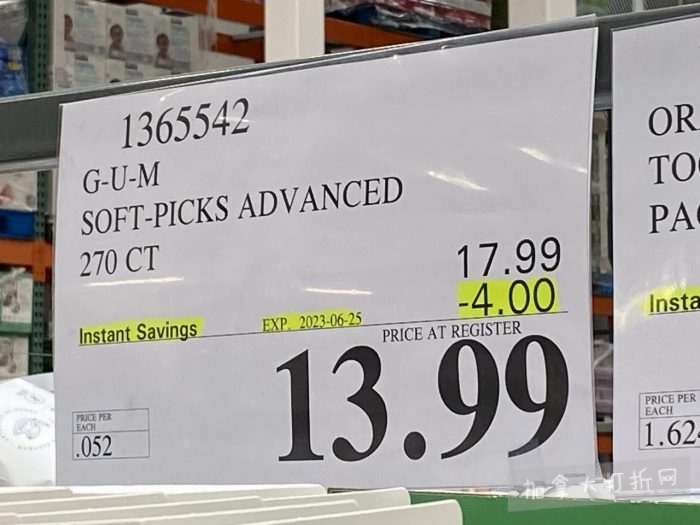 1365542
G-U-M
SOFT-PICKS ADVANCED
270 CT
17.99
-4.00
Instant Savings EXP. 2023-06-25
PRICE AT REGISTER
13.99
PRICE PER
EACH
.052
OR
TO
PA
Insta
PRICE PER
EACH
1.624
加拿大打折网